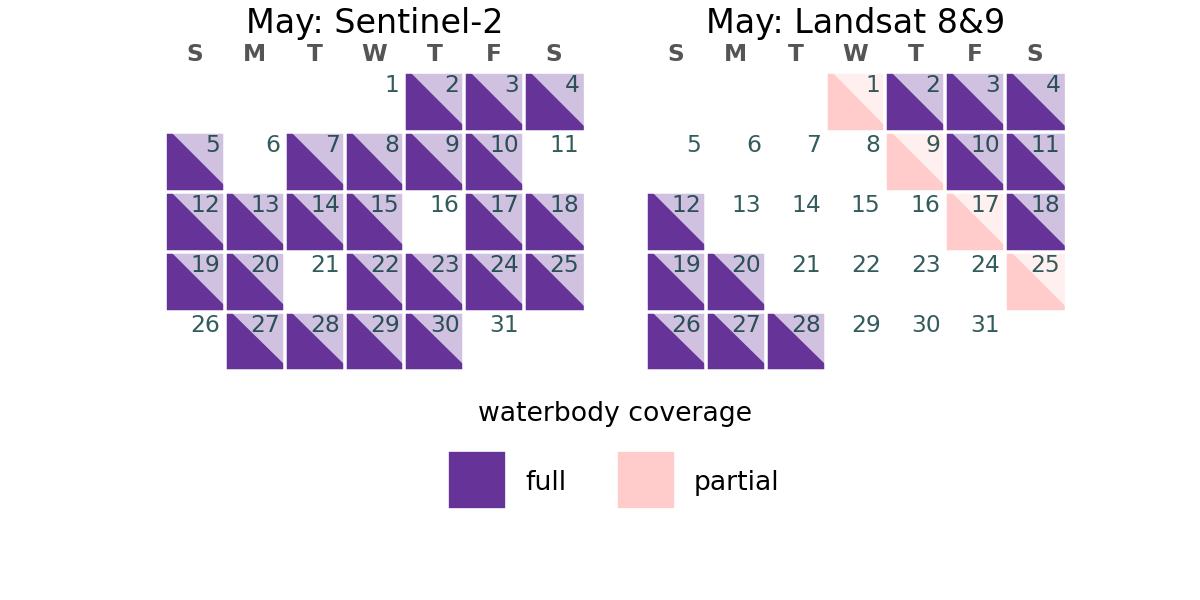 May: Sentinel-2
S M T W T F S
1 2 3 4
5 6 7 8 9 10 11
12 13 14 15 16 17 18
19 20 21 22 23 24 25
26 27 28 29 30 31
May: Landsat 8&9
S M T W T F S
1 2 3 4
5 6 7 8 9 10 11
12 13 14 15 16 17 18
19 20 21 22 23 24 25
26 27 28 29 30 31
waterbody coverage
full partial